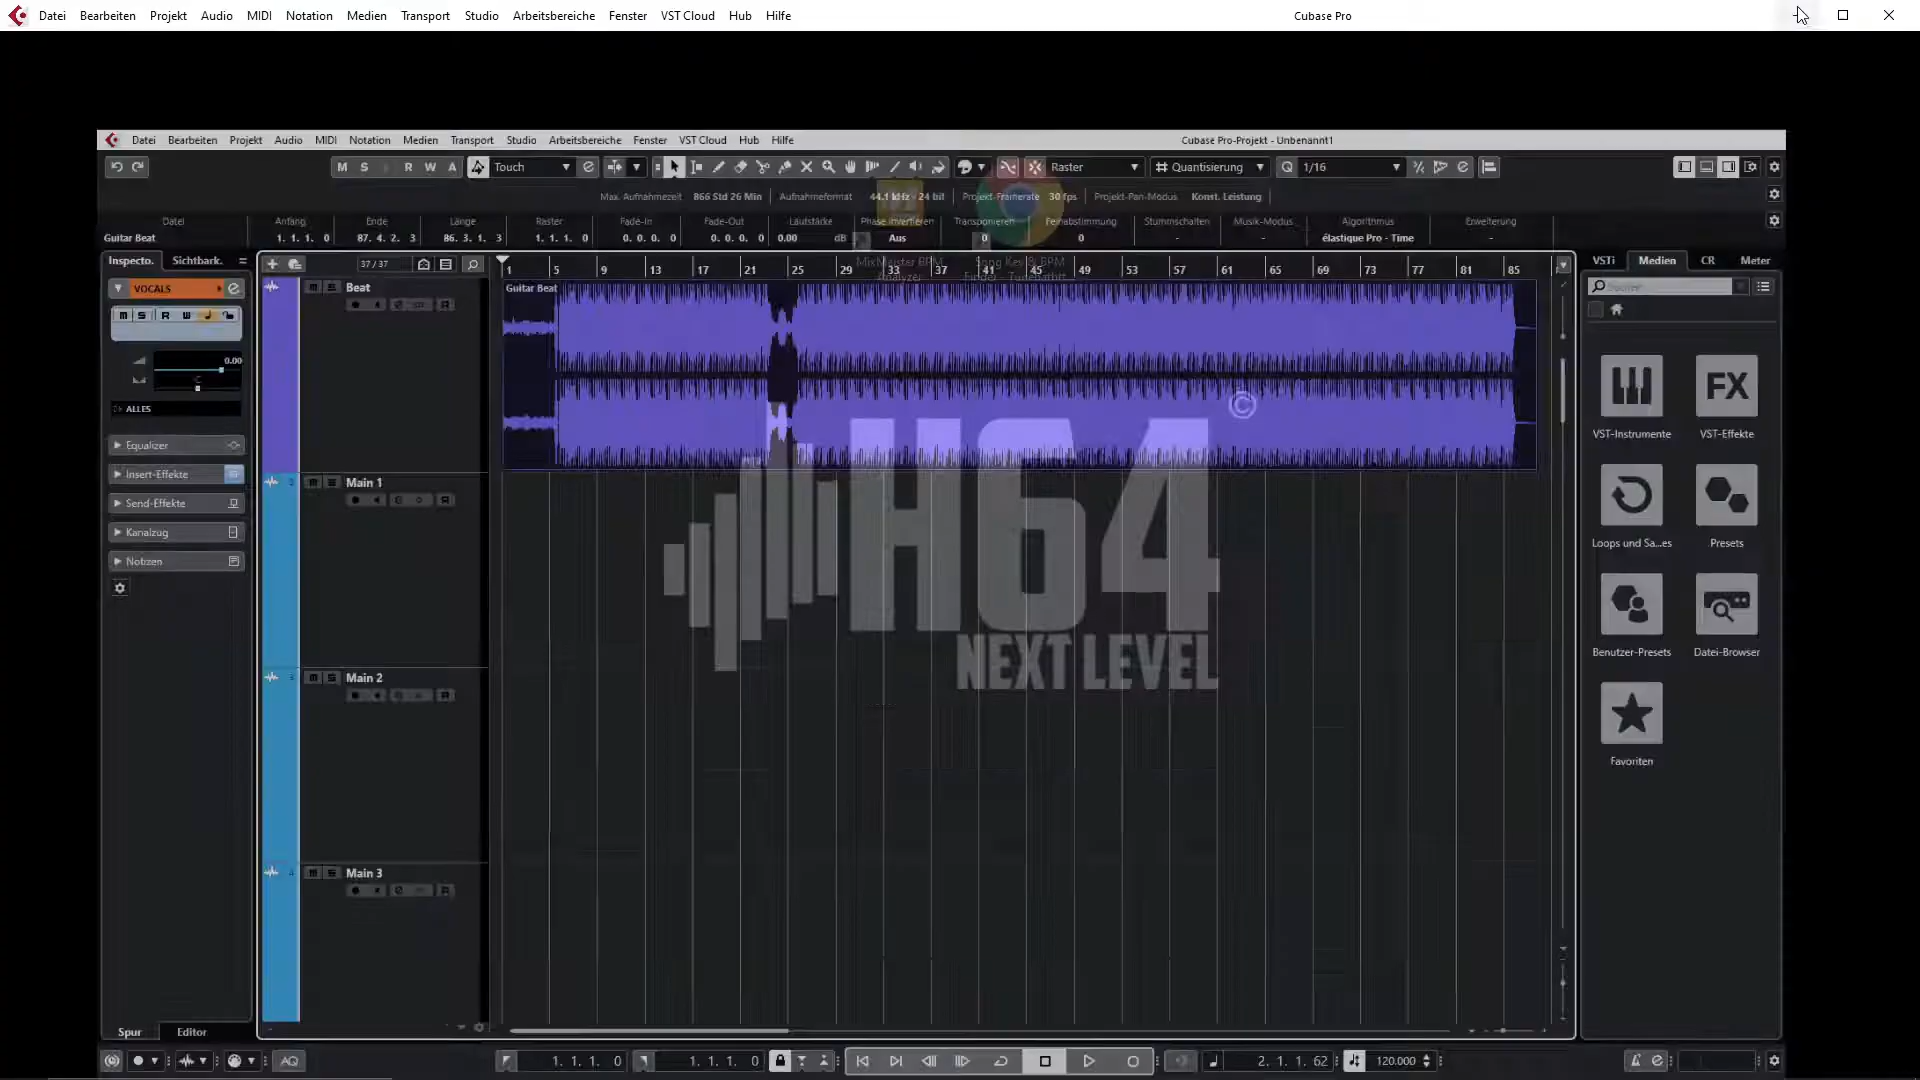 Datei Bearbeiten Projekt Audio MIDI Notation Medien Transport Studio Arbeitsbereiche Fenster VST Cloud Hub Hilfe Cubase Pro
Datei Bearbeiten Projekt Audio MIDI Notation Medien Transport Studio Arbeitsbereiche Fenster VST Cloud Hub Hilfe Cubase Pro-Projekt - Unbenannt1
M S R W A Touch Raster Quantisierung Q 1/16
Max. Aufnahmezeit 866 Std 26 Min Aufnahmeformat 44.1 kHz - 24 bit Projekt-Framerate 30 fps Projekt-Pan-Modus Konst. Leistung
Datei Anfang Ende Länge Raster Fade-In Fade-Out Lautstärke Phase invertieren Transponieren Feinabstimmung Stummschalten Musik-Modus Algorithmus Erweiterung
Guitar Beat 1. 1. 1. 0 87. 4. 2. 3 86. 3. 1. 3 1. 1. 1. 0 0. 0. 0. 0 0. 0. 0. 0 0.00 dB Aus 0 0 - - élastique Pro - Time -
Inspecto. Sichtbark. 37 / 37 1 5 9 13 17 21 25 29 33 37 41 45 49 53 57 61 65 69 73 77 81 85 VSTi Medien CR Meter
MixMeister BPM Song Key & BPM
Analyzer
VOCALS Beat Guitar Beat
M S R W
0.00
C
ALLES
Equalizer
Insert-Effekte
Send-Effekte
Kanalzug
Notizen
2 Main 1
3 Main 2
4 Main 3
©
H64
NEXT LEVEL
FX
VST-Instrumente VST-Effekte
Loops und Sa...es Presets
Benutzer-Presets Datei-Browser
Favoriten
Spur Editor
AQ 1. 1. 1. 0 1. 1. 1. 0 2. 1. 1. 62 120.000